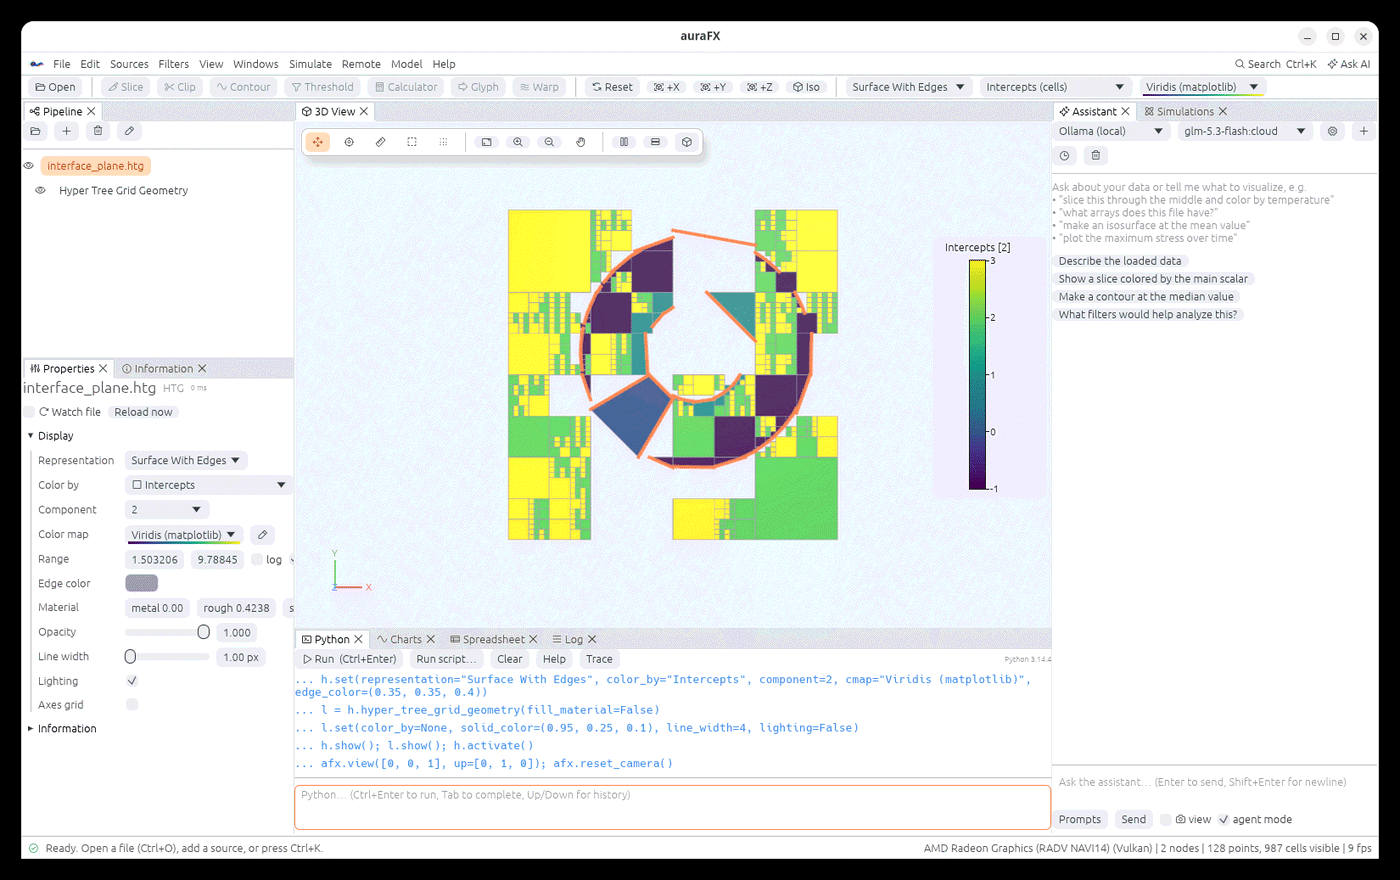 auraFX
File Edit Sources Filters View Windows Simulate Remote Model Help
Search Ctrl+K Ask AI
Open Slice Clip Contour Threshold Calculator Glyph Warp Reset +X +Y +Z Iso Surface With Edges Intercepts (cells) Viridis (matplotlib)
Pipeline
interface_plane.htg
Hyper Tree Grid Geometry
Properties Information
interface_plane.htg HTG 0 ms
Watch file Reload now
Display
Representation Surface With Edges
Color by Intercepts
Component 2
Color map Viridis (matplotlib)
Range 1.503206 9.78845 log
Edge color
Material metal 0.00 rough 0.4238 s
Opacity 1.000
Line width 1.00 px
Lighting
Axes grid
Information
3D View
Intercepts [2]
3
2
1
0
-1
Y
X
Python Charts Spreadsheet Log
Run (Ctrl+Enter) Run script... Clear Help Trace
Python 3.14.4
... h.set(representation="Surface With Edges", color_by="Intercepts", component=2, cmap="Viridis (matplotlib)",
edge_color=(0.35, 0.35, 0.4))
... l = h.hyper_tree_grid_geometry(fill_material=False)
... l.set(color_by=None, solid_color=(0.95, 0.25, 0.1), line_width=4, lighting=False)
... h.show(); l.show(); h.activate()
... afx.view([0, 0, 1], up=[0, 1, 0]); afx.reset_camera()
Python... (Ctrl+Enter to run, Tab to complete, Up/Down for history)
Assistant Simulations
Ollama (local) glm-5.3-flash:cloud
Ask about your data or tell me what to visualize, e.g.
• "slice this through the middle and color by temperature"
• "what arrays does this file have?"
• "make an isosurface at the mean value"
• "plot the maximum stress over time"
Describe the loaded data
Show a slice colored by the main scalar
Make a contour at the median value
What filters would help analyze this?
Ask the assistant... (Enter to send, Shift+Enter for newline)
Prompts Send view agent mode
Ready. Open a file (Ctrl+O), add a source, or press Ctrl+K.
AMD Radeon Graphics (RADV NAVI14) (Vulkan) | 2 nodes | 128 points, 987 cells visible | 9 fps